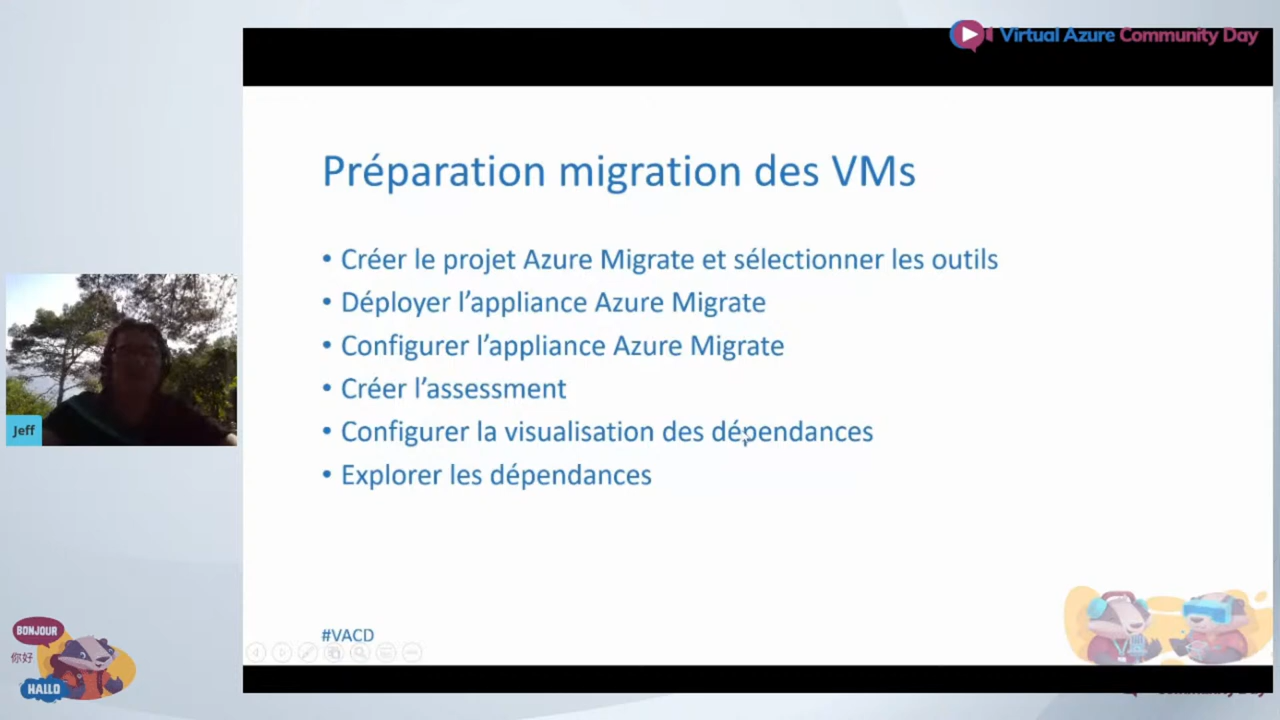 Virtual Azure Community Day
Préparation migration des VMs
• Créer le projet Azure Migrate et sélectionner les outils
• Déployer l’appliance Azure Migrate
• Configurer l’appliance Azure Migrate
• Créer l’assessment
• Configurer la visualisation des dépendances
• Explorer les dépendances
Jeff
#VACD
BONJOUR
你好
HALLO